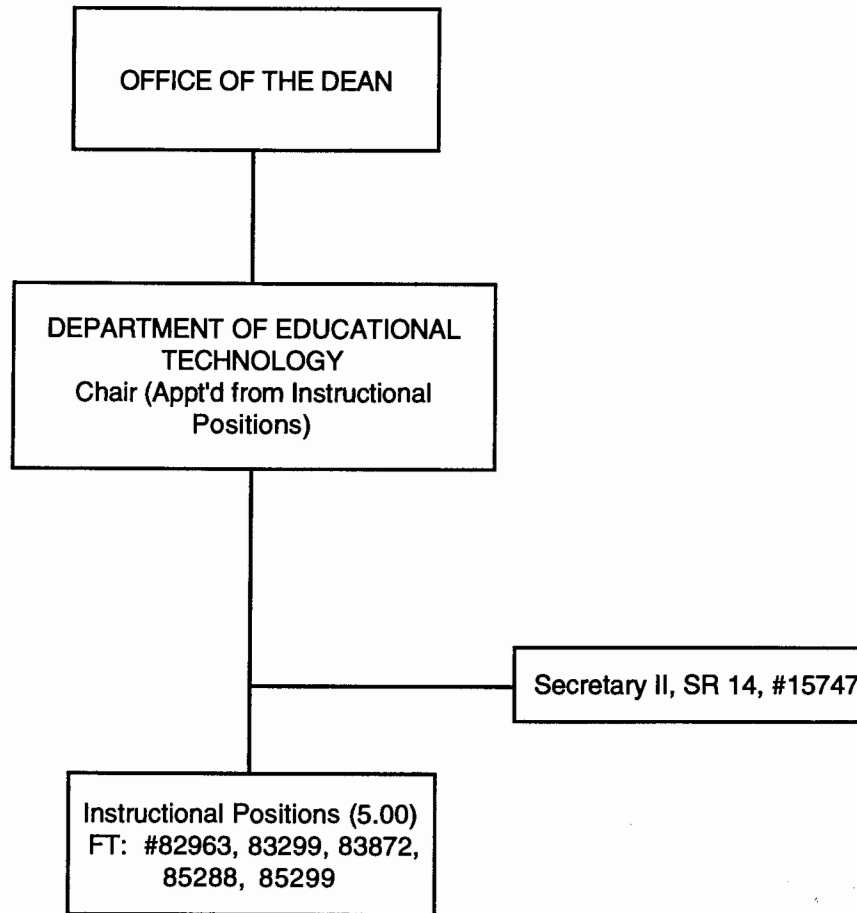 OFFICE OF THE DEAN
DEPARTMENT OF EDUCATIONAL
TECHNOLOGY
Chair (Appt'd from Instructional
Positions)
Secretary II, SR 14, #15747
Instructional Positions (5.00)
FT: #82963, 83299, 83872,
85288, 85299